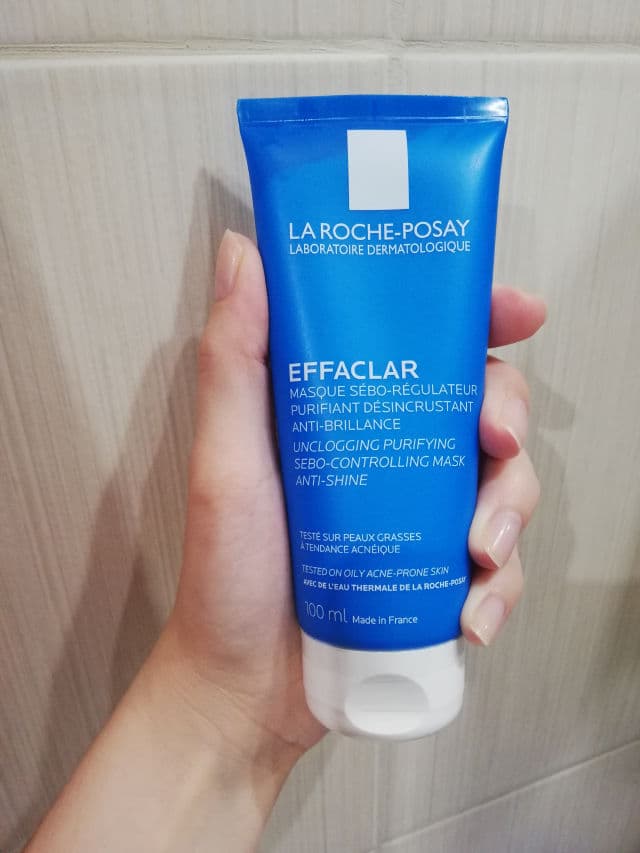 LA ROCHE-POSAY
LABORATOIRE DERMATOLOGIQUE
EFFACLAR
MASQUE SÉBO-RÉGULATEUR
PURIFIANT DÉSINCRUSTANT
ANTI-BRILLANCE
UNCLOGGING PURIFYING
SEBO-CONTROLLING MASK
ANTI-SHINE
TESTÉ SUR PEAUX GRASSES
À TENDANCE ACNÉIQUE
TESTED ON OILY ACNE-PRONE SKIN
AVEC DE L'EAU THERMALE DE LA ROCHE-POSAY
100 ml Made in France